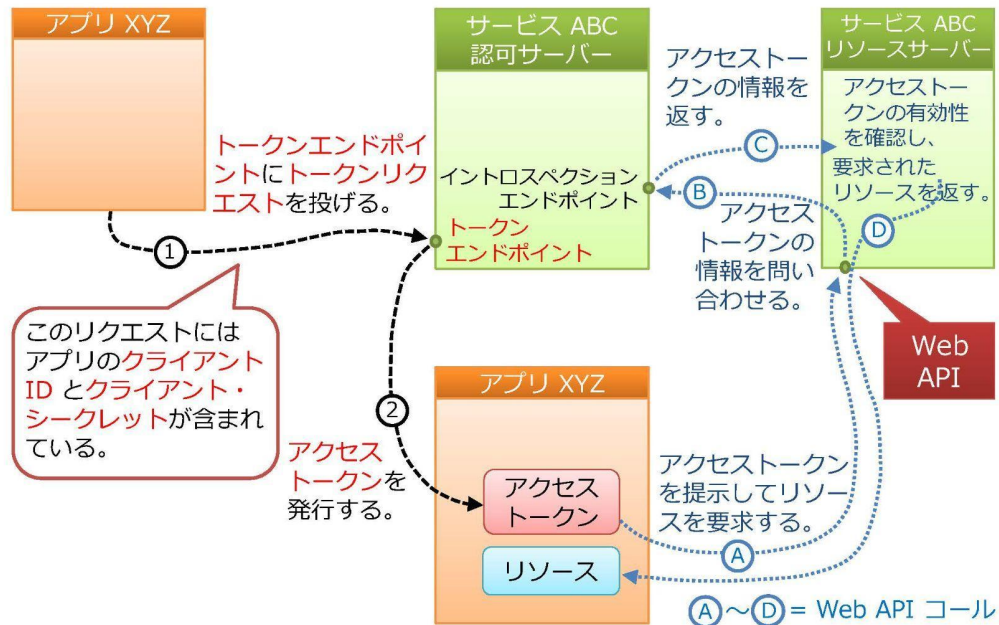 アプリ XYZ
サービス ABC
認可サーバー
サービス ABC
リソースサーバー
アクセストー
クンの情報を
返す。
アクセストー
クンの有効性
を確認し、
要求された
リソースを返す。
トークンエンドポイ
ントにトークンリク
エストを投げる。
イントロスペクション
エンドポイント
C
B
D
1
トークン
エンドポイント
アクセス
トークンの
情報を問い
合わせる。
このリクエストには
アプリのクライアント
ID とクライアント・
シークレットが含まれ
ている。
Web
API
アプリ XYZ
2
アクセス
トークンを
発行する。
アクセス
トークン
リソース
アクセストークン
を提示してリソー
スを要求する。
A
A～D = Web API コール